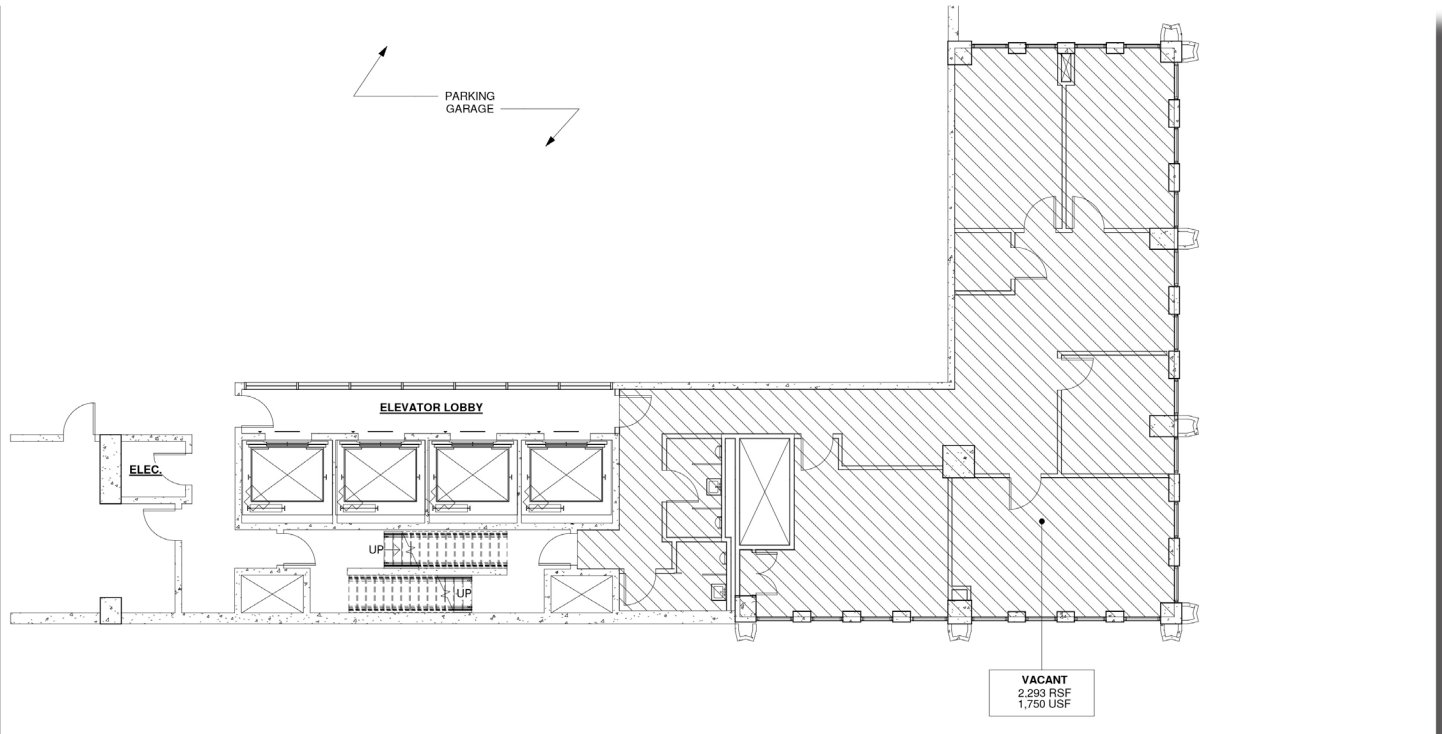 PARKING
GARAGE
ELEVATOR LOBBY
ELEC.
UP
UP
VACANT
2,293 RSF
1,750 USF